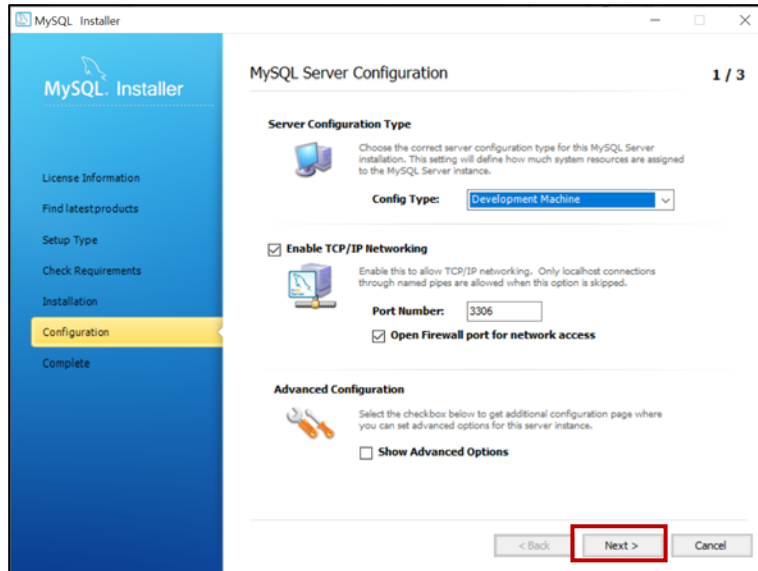 MySQL Installer
MySQL. Installer
License Information
Find latestproducts
Setup Type
Check Requirements
Installation
Configuration
Complete
MySQL Server Configuration
1 / 3
Server Configuration Type
Choose the correct server configuration type for this MySQL Server
installation. This setting will define how much system resources are assigned
to the MySQL Server instance.
Config Type:
Development Machine
Enable TCP/IP Networking
Enable this to allow TCP/IP networking. Only localhost connections
through named pipes are allowed when this option is skipped.
Port Number:
3306
Open Firewall port for network access
Advanced Configuration
Select the checkbox below to get additional configuration page where
you can set advanced options for this server instance.
Show Advanced Options
< Back
Next >
Cancel